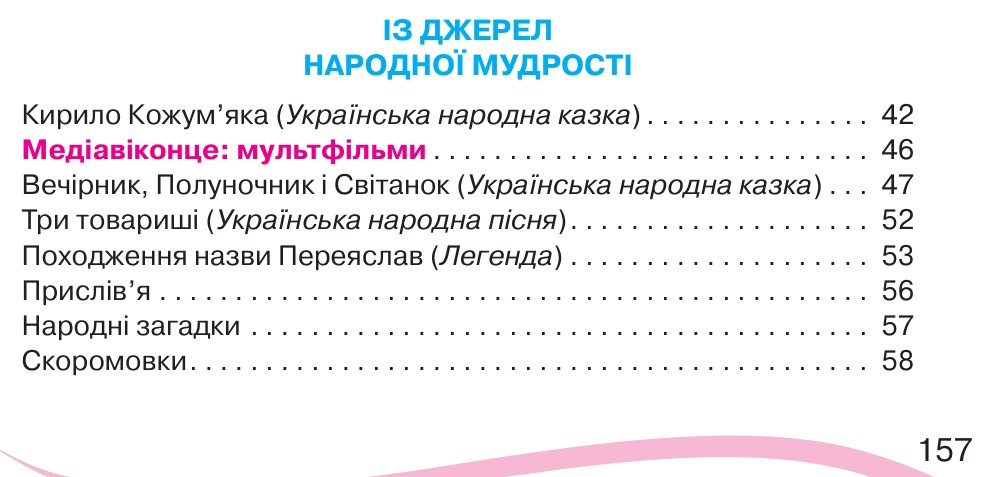 ІЗ ДЖЕРЕЛ
НАРОДНОЇ МУДРОСТІ
Кирило Кожум’яка (Українська народна казка) . . . . . . . . . . . . . . . 42
Медіавіконце: мультфільми . . . . . . . . . . . . . . . . . . . . . . . . . . . . . 46
Вечірник, Полуночник і Світанок (Українська народна казка) . . . 47
Три товариші (Українська народна пісня). . . . . . . . . . . . . . . . . . . . 52
Походження назви Переяслав (Легенда) . . . . . . . . . . . . . . . . . . . . 53
Прислів’я . . . . . . . . . . . . . . . . . . . . . . . . . . . . . . . . . . . . . . . . . . . . . . . 56
Народні загадки . . . . . . . . . . . . . . . . . . . . . . . . . . . . . . . . . . . . . . . . . 57
Скоромовки. . . . . . . . . . . . . . . . . . . . . . . . . . . . . . . . . . . . . . . . . . . . . 58
157